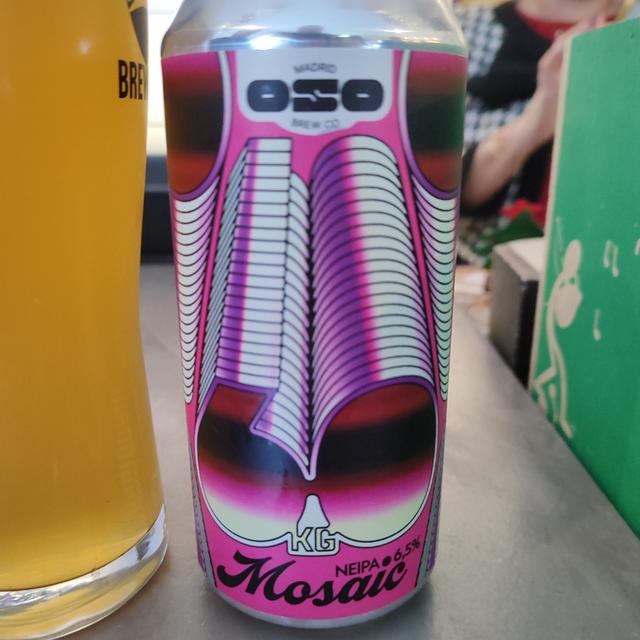 BRE
MADRID
OSO
BREW CO
KG
NEIPA • 6,5%
Mosaic